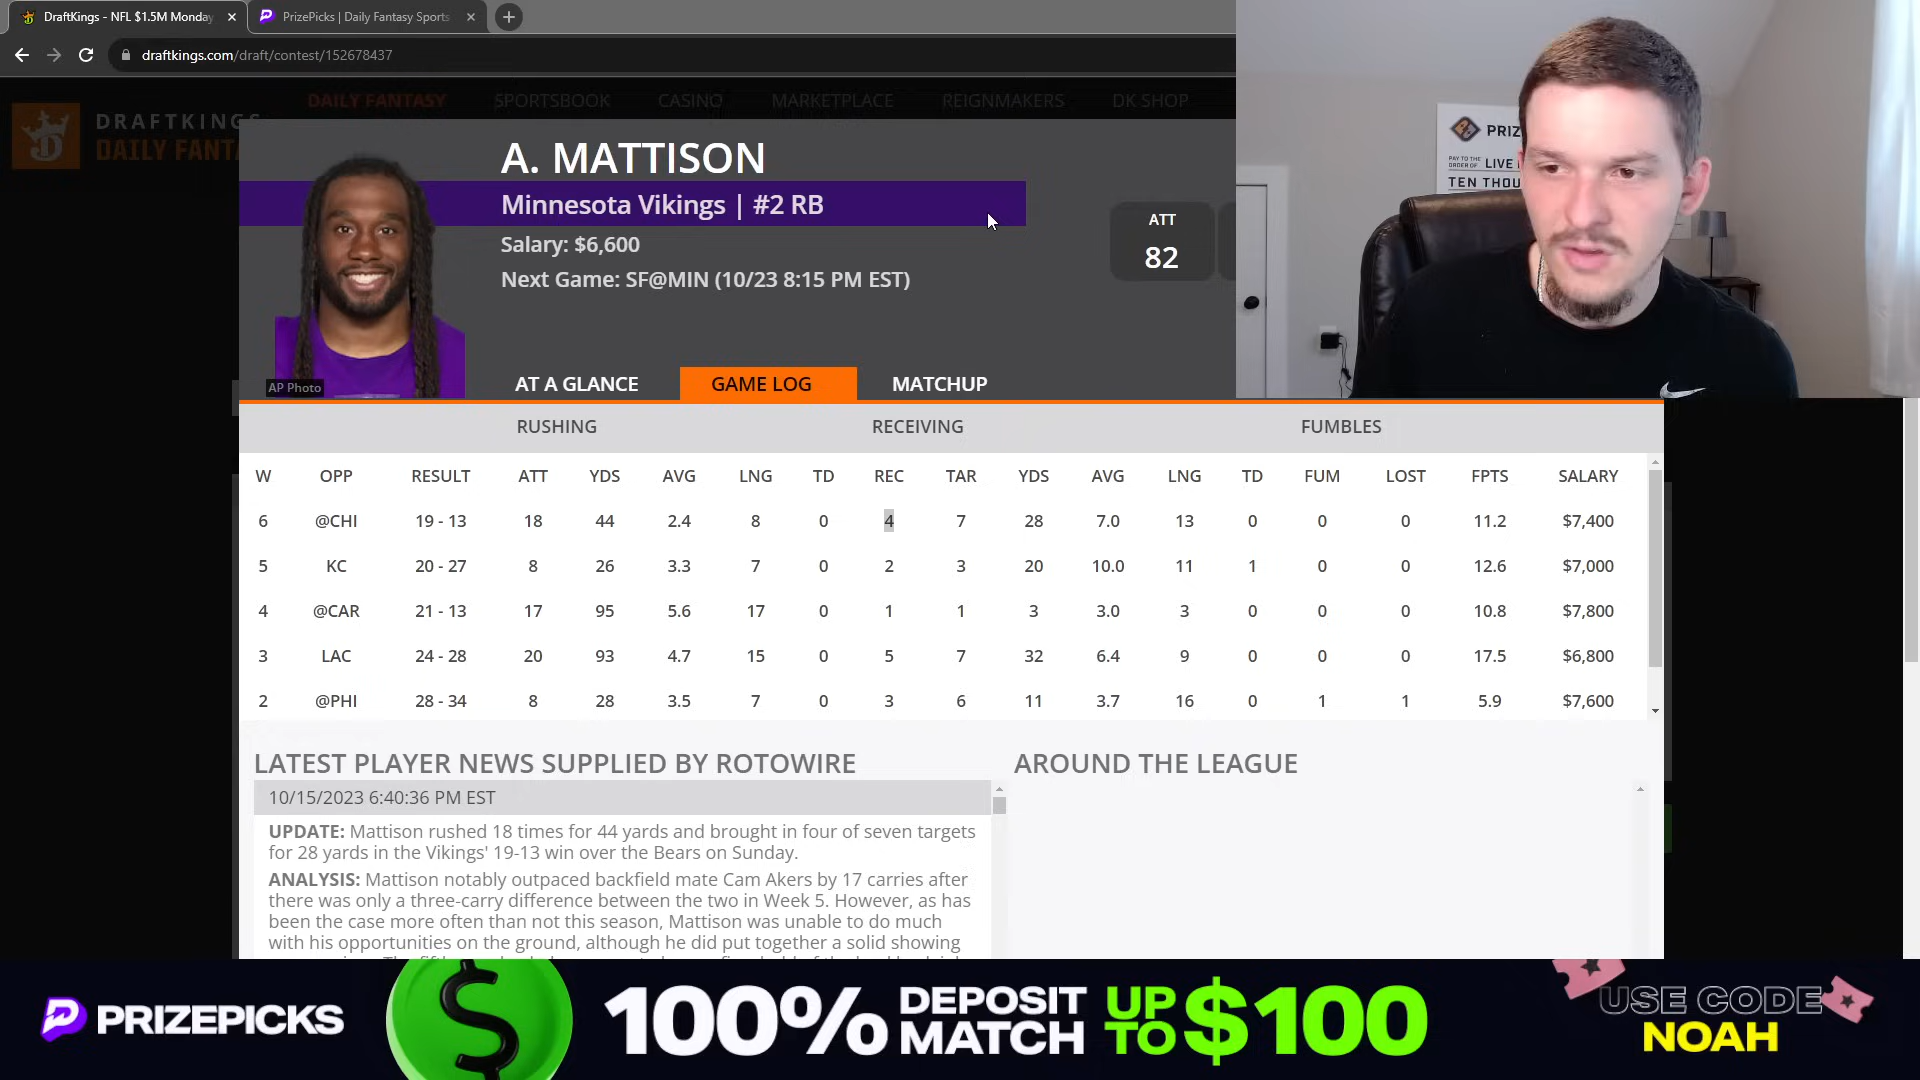 DraftKings - NFL $1.5M Monday
PrizePicks | Daily Fantasy Sports
draftkings.com/draft/contest/152678437
DAILY FANTASY SPORTSBOOK CASINO MARKETPLACE REIGNMAKERS DK SHOP
DRAFTKINGS
DAILY FANTA
A. MATTISON
Minnesota Vikings | #2 RB
Salary: $6,600
Next Game: SF@MIN (10/23 8:15 PM EST)
ATT
82
AP Photo
PRIZ
PAY TO THE
ORDER OF LIVE
TEN THOU
AT A GLANCE GAME LOG MATCHUP
RUSHING RECEIVING FUMBLES
W OPP RESULT ATT YDS AVG LNG TD REC TAR YDS AVG LNG TD FUM LOST FPTS SALARY
6 @CHI 19 - 13 18 44 2.4 8 0 4 7 28 7.0 13 0 0 0 11.2 $7,400
5 KC 20 - 27 8 26 3.3 7 0 2 3 20 10.0 11 1 0 0 12.6 $7,000
4 @CAR 21 - 13 17 95 5.6 17 0 1 1 3 3.0 3 0 0 0 10.8 $7,800
3 LAC 24 - 28 20 93 4.7 15 0 5 7 32 6.4 9 0 0 0 17.5 $6,800
2 @PHI 28 - 34 8 28 3.5 7 0 3 6 11 3.7 16 0 1 1 5.9 $7,600
LATEST PLAYER NEWS SUPPLIED BY ROTOWIRE
AROUND THE LEAGUE
10/15/2023 6:40:36 PM EST
UPDATE: Mattison rushed 18 times for 44 yards and brought in four of seven targets
for 28 yards in the Vikings' 19-13 win over the Bears on Sunday.
ANALYSIS: Mattison notably outpaced backfield mate Cam Akers by 17 carries after
there was only a three-carry difference between the two in Week 5. However, as has
been the case more often than not this season, Mattison was unable to do much
with his opportunities on the ground, although he did put together a solid showing
PRIZEPICKS
100% DEPOSIT MATCH UP TO $100
USE CODE
NOAH